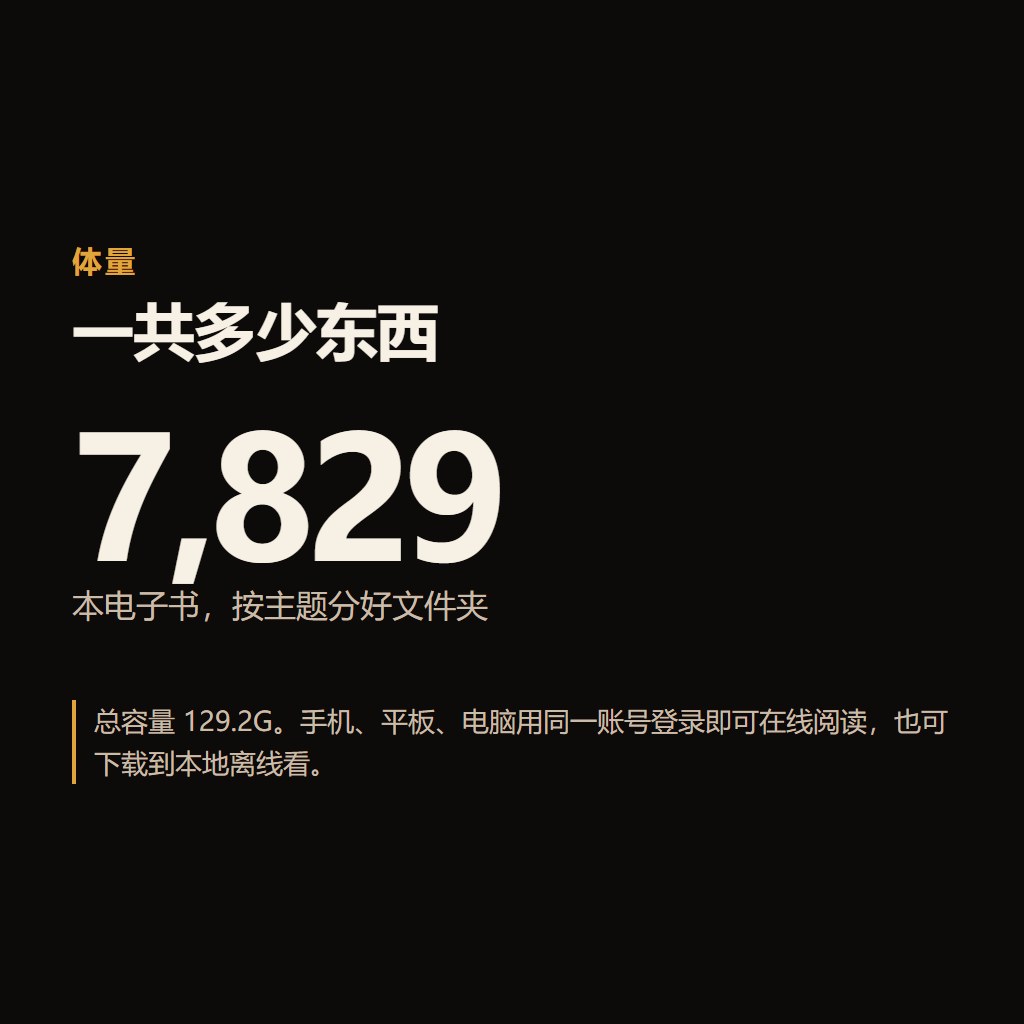 体量
一共多少东西
7,829
本电子书，按主题分好文件夹
总容量 129.2G。手机、平板、电脑用同一账号登录即可在线阅读，也可
下载到本地离线看。